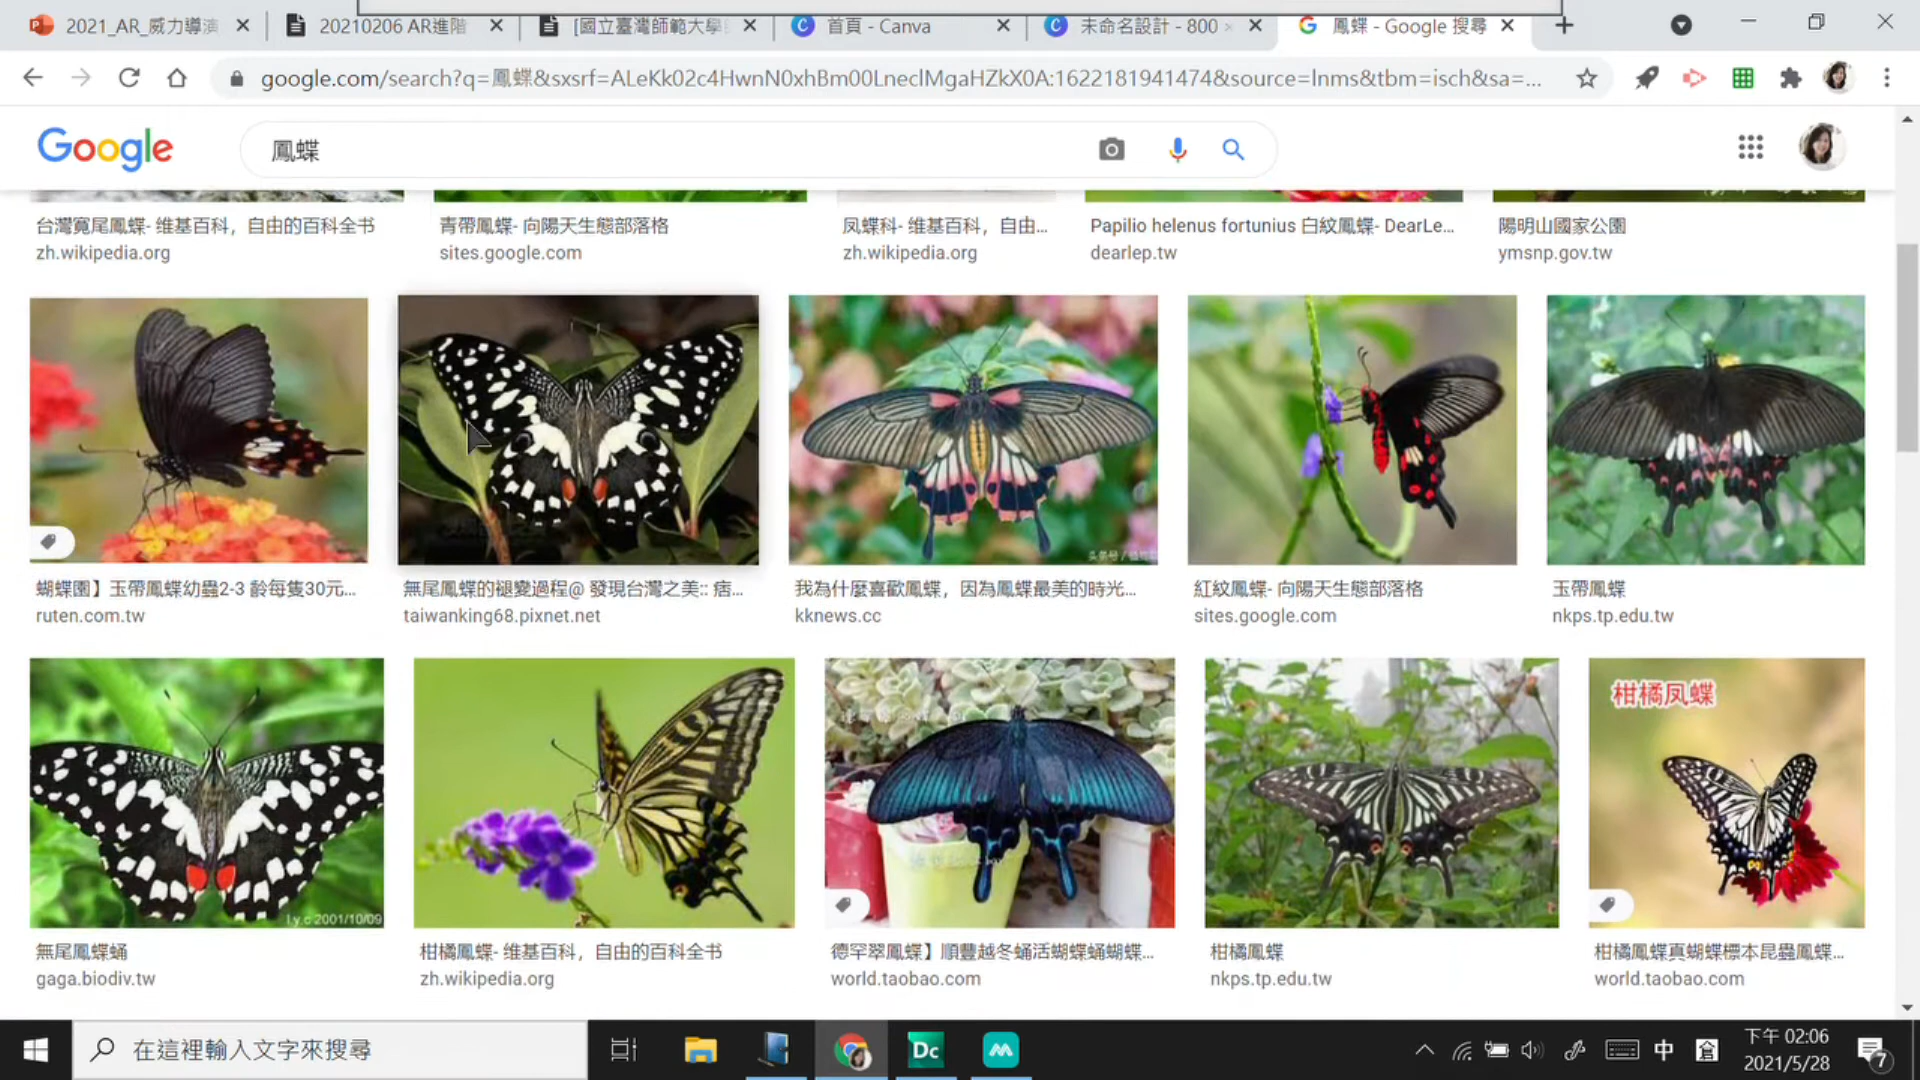 2021_AR_威力導演
20210206 AR進階
[國立臺灣師範大學
首頁 - Canva
未命名設計 - 800
鳳蝶 - Google 搜尋
google.com/search?q=鳳蝶&sxsrf=ALeKk02c4HwnN0xhBm00LneclMgaHZkX0A:1622181941474&source=lnms&tbm=isch&sa=...
Google
鳳蝶
台灣寬尾鳳蝶- 维基百科，自由的百科全书
zh.wikipedia.org
青帶鳳蝶- 向陽天生態部落格
sites.google.com
凤蝶科- 维基百科，自由...
zh.wikipedia.org
Papilio helenus fortunius 白紋鳳蝶- DearLe...
dearlep.tw
陽明山國家公園
ymsnp.gov.tw
蝴蝶園】玉帶鳳蝶幼蟲2-3 齡每隻30元...
ruten.com.tw
無尾鳳蝶的褪變過程@ 發現台灣之美:: 痞...
taiwanking68.pixnet.net
我為什麼喜歡鳳蝶，因為鳳蝶最美的時光...
kknews.cc
紅紋鳳蝶- 向陽天生態部落格
sites.google.com
玉帶鳳蝶
nkps.tp.edu.tw
l.y.c 2001/10/09
柑橘凤蝶
無尾鳳蝶蛹
gaga.biodiv.tw
柑橘鳳蝶- 维基百科，自由的百科全书
zh.wikipedia.org
德罕翠鳳蝶】順豐越冬蛹活蝴蝶蛹蝴蝶...
world.taobao.com
柑橘鳳蝶
nkps.tp.edu.tw
柑橘鳳蝶真蝴蝶標本昆蟲鳳蝶...
world.taobao.com
在這裡輸入文字來搜尋
Dc
中
倉
下午 02:06
2021/5/28
7